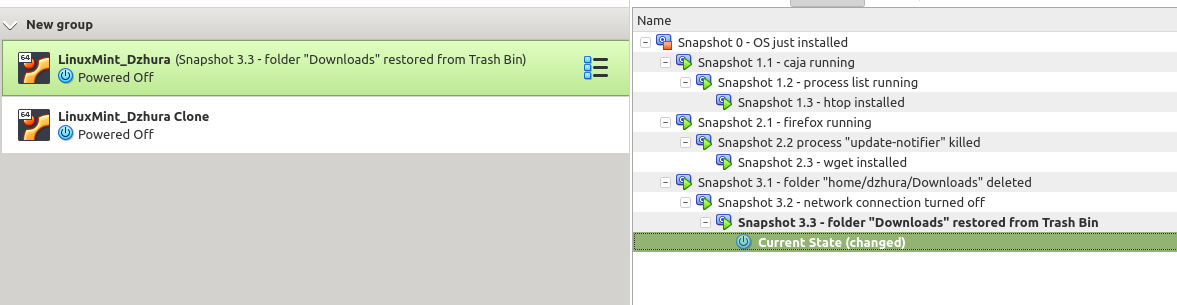 New group
64
LinuxMint_Dzhura (Snapshot 3.3 - folder "Downloads" restored from Trash Bin)
Powered Off
64
LinuxMint_Dzhura Clone
Powered Off
Name
Snapshot 0 - OS just installed
Snapshot 1.1 - caja running
Snapshot 1.2 - process list running
Snapshot 1.3 - htop installed
Snapshot 2.1 - firefox running
Snapshot 2.2 process "update-notifier" killed
Snapshot 2.3 - wget installed
Snapshot 3.1 - folder "home/dzhura/Downloads" deleted
Snapshot 3.2 - network connection turned off
Snapshot 3.3 - folder "Downloads" restored from Trash Bin
Current State (changed)